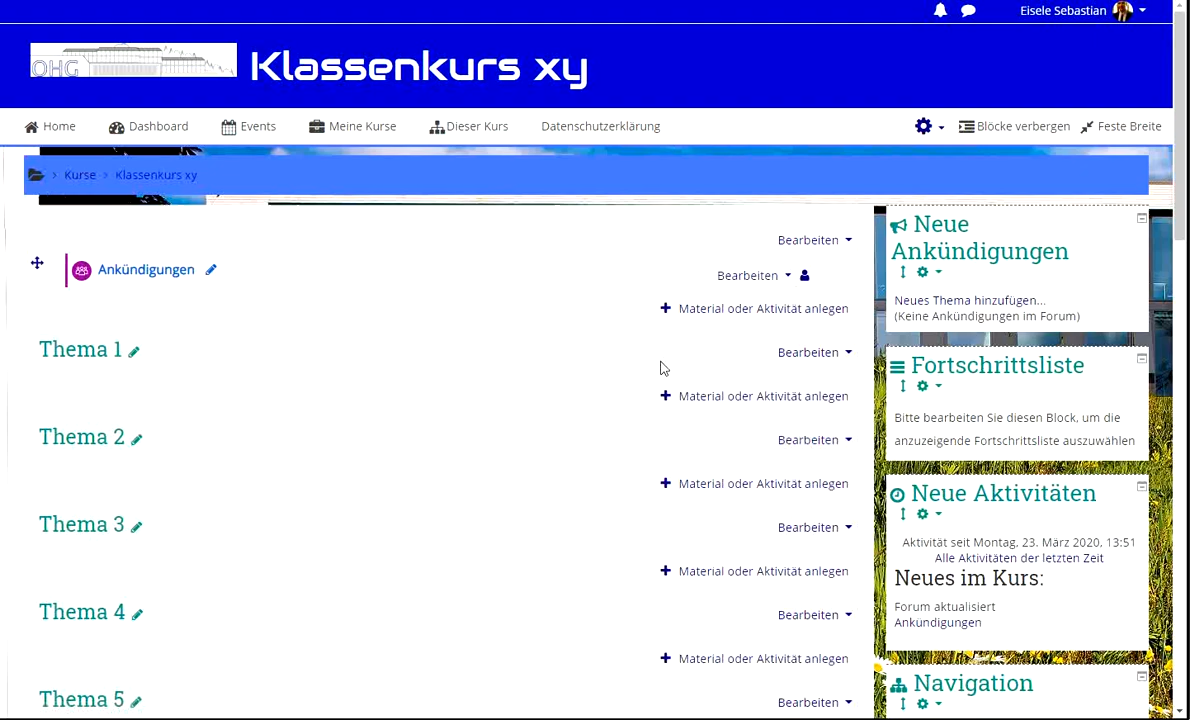 Eisele Sebastian
OHG
Klassenkurs xy
Home Dashboard Events Meine Kurse Dieser Kurs Datenschutzerklärung Blöcke verbergen Feste Breite
Kurse Klassenkurs xy
Bearbeiten
Ankündigungen
Bearbeiten
Material oder Aktivität anlegen
Thema 1
Bearbeiten
Material oder Aktivität anlegen
Thema 2
Bearbeiten
Material oder Aktivität anlegen
Thema 3
Bearbeiten
Material oder Aktivität anlegen
Thema 4
Bearbeiten
Material oder Aktivität anlegen
Thema 5
Bearbeiten
Neue
Ankündigungen
Neues Thema hinzufügen...
(Keine Ankündigungen im Forum)
Fortschrittsliste
Bitte bearbeiten Sie diesen Block, um die
anzuzeigende Fortschrittsliste auszuwählen
Neue Aktivitäten
Aktivität seit Montag, 23. März 2020, 13:51
Alle Aktivitäten der letzten Zeit
Neues im Kurs:
Forum aktualisiert
Ankündigungen
Navigation